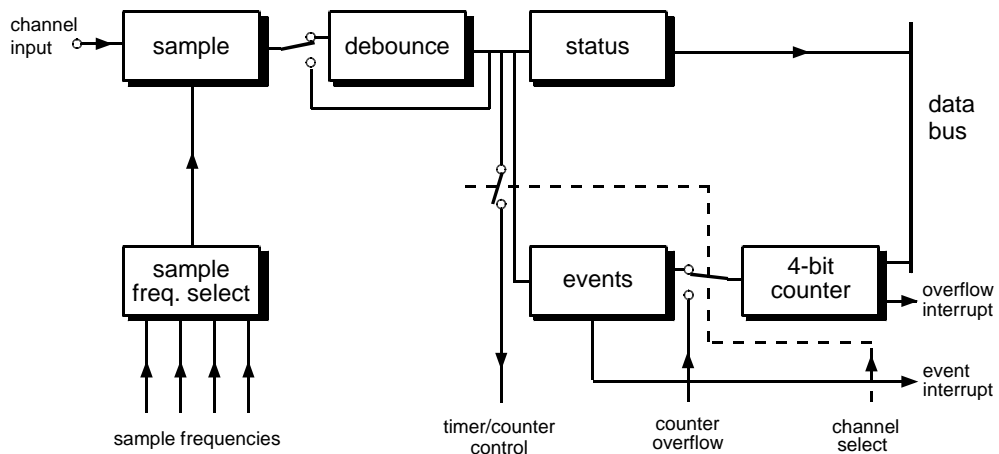 channel
input
sample
debounce
status
data
bus
sample
freq. select
events
4-bit
counter
overflow
interrupt
event
interrupt
sample frequencies
timer/counter
control
counter
overflow
channel
select